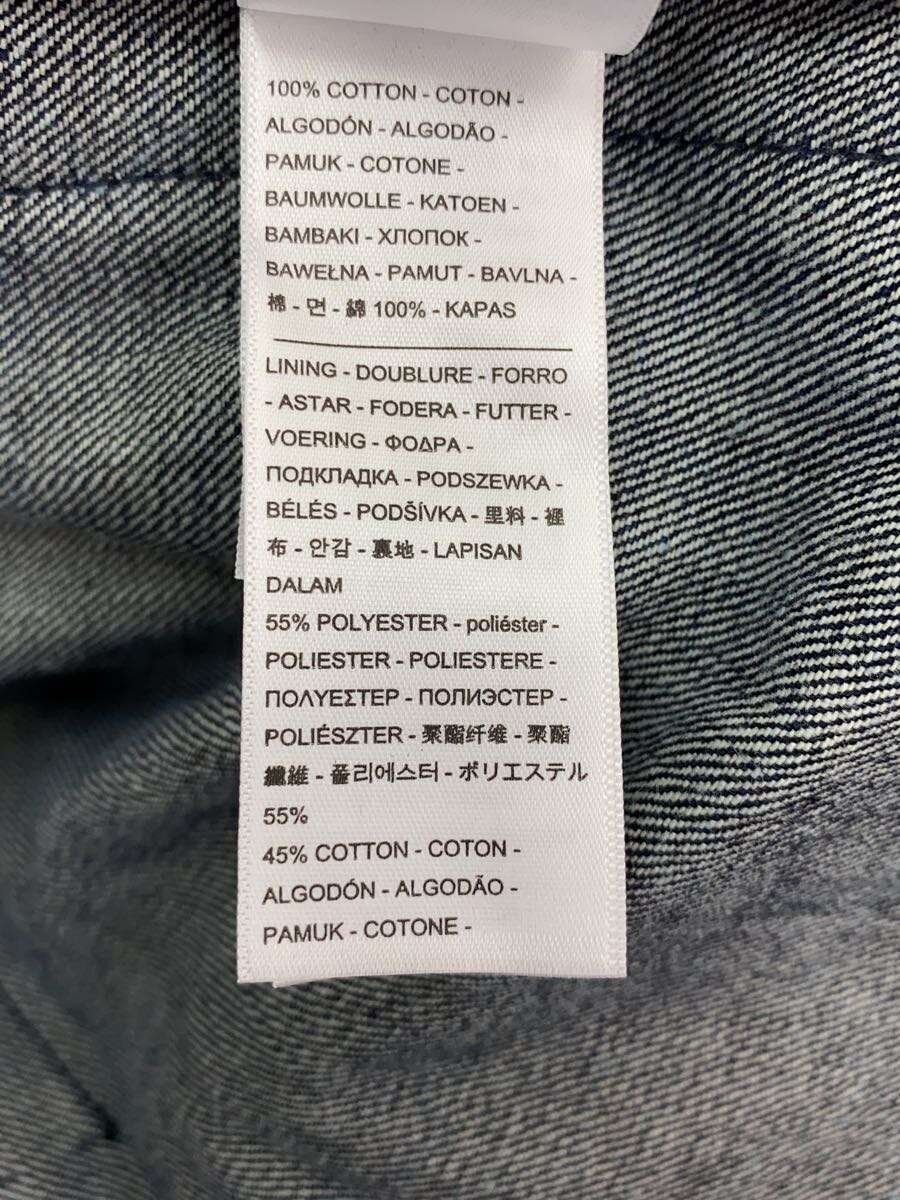 100% COTTON - COTON -
ALGODÓN - ALGODÃO -
PAMUK - COTONE -
BAUMWOLLE - KATOEN -
BAMBAKI - ХЛОПОК -
BAWEŁNA - PAMUT - BAVLNA -
棉 - 면 - 綿 100% - KAPAS
LINING - DOUBLURE - FORRO
- ASTAR - FODERA - FUTTER -
VOERING - ΦΟΔΡΑ -
ПОДКЛАДКА - PODSZEWKA -
BÉLÉS - PODŠÍVKA - 里料 - 裡
布 - 안감 - 裏地 - LAPISAN
DALAM
55% POLYESTER - poliéster -
POLIESTER - POLIESTERE -
ΠΟΛΥΕΣΤΕΡ - ПОЛИЭСТЕР -
POLIÉSZTER - 聚酯纤维 - 聚酯
纖維 - 폴리에스터 - ポリエステル
55%
45% COTTON - COTON -
ALGODÓN - ALGODÃO -
PAMUK - COTONE -